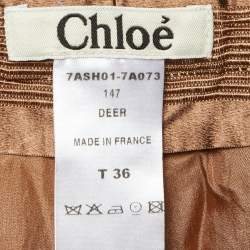 Chloé
7ASH01-7A073
147
DEER
MADE IN FRANCE
T 36